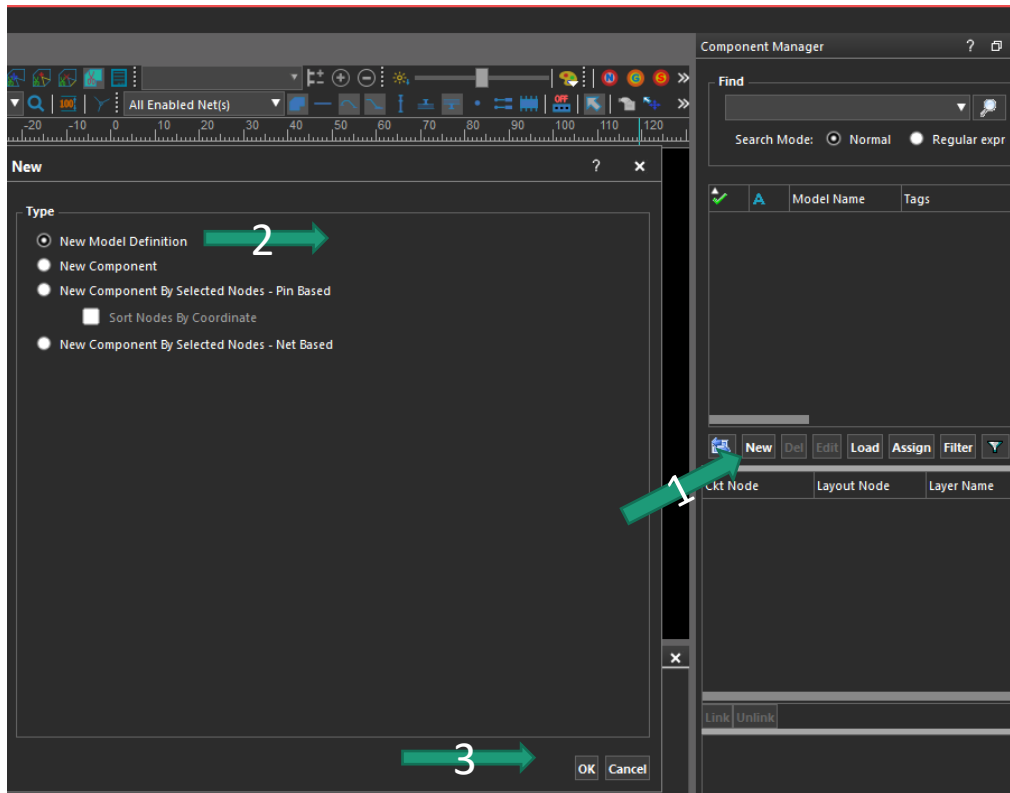 Component Manager ?
Find
100 All Enabled Net(s) OFF
N G S »
»
-20 -10 0 10 20 30 40 50 60 70 80 90 100 110 120
Search Mode: Normal Regular expr
New ? ×
A Model Name Tags
Type
New Model Definition 2
New Component
New Component By Selected Nodes - Pin Based
Sort Nodes By Coordinate
New Component By Selected Nodes - Net Based
New Del Edit Load Assign Filter
1
Ckt Node Layout Node Layer Name
×
Link Unlink
3
OK Cancel